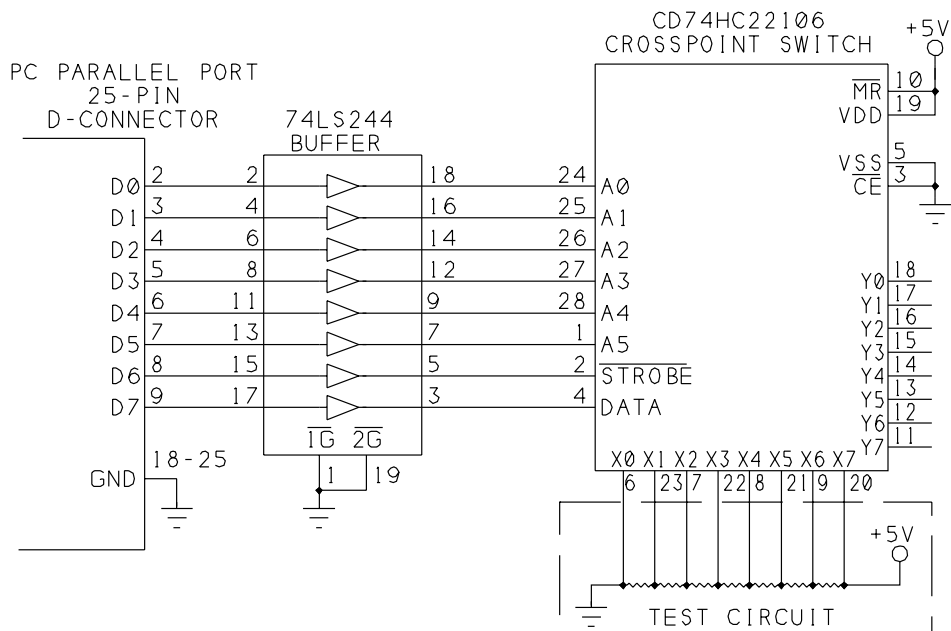 CD74HC22106
CROSSPOINT SWITCH
+5V
PC PARALLEL PORT
25-PIN
D-CONNECTOR
74LS244
BUFFER
MR 10
VDD 19
VSS 5
CE 3
D0 2 2 18 24 A0
D1 3 4 16 25 A1
D2 4 6 14 26 A2
D3 5 8 12 27 A3
D4 6 11 9 28 A4
D5 7 13 7 1 A5
D6 8 15 5 2 STROBE
D7 9 17 3 4 DATA
1G 2G
1 19
GND 18-25
Y0 18
Y1 17
Y2 16
Y3 15
Y4 14
Y5 13
Y6 12
Y7 11
X0 X1 X2 X3 X4 X5 X6 X7
6 23 7 22 8 21 9 20
+5V
TEST CIRCUIT